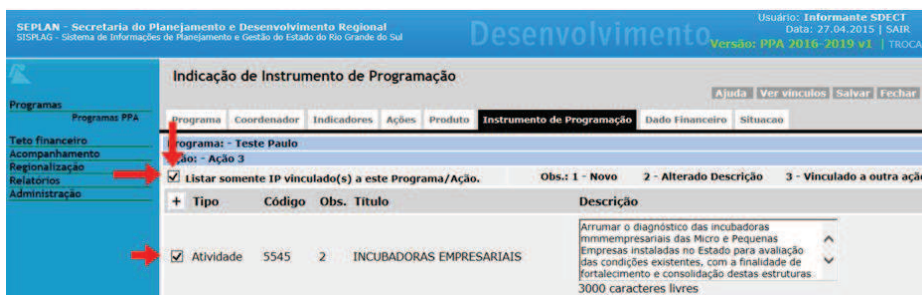 SEPLAN - Secretaria do Planejamento e Desenvolvimento Regional
SISPLAG - Sistema de Informações de Planejamento e Gestão do Estado do Rio Grande do Sul
Desenvolvimento
Usuário: Informante SDECT
Data: 27.04.2015 | SAIR
Versão: PPA 2016-2019 v1 | TROCA
Programas
Programas PPA
Teto financeiro
Acompanhamento
Regionalização
Relatórios
Administração
Indicação de Instrumento de Programação
Ajuda Ver vínculos Salvar Fechar
Programa Coordenador Indicadores Ações Produto Instrumento de Programação Dado Financeiro Situacao
Programa: - Teste Paulo
Ação: - Ação 3
Listar somente IP vinculado(s) a este Programa/Ação. Obs.: 1 - Novo 2 - Alterado Descrição 3 - Vinculado a outra ação
+ Tipo Código Obs. Título Descrição
Atividade 5545 2 INCUBADORAS EMPRESARIAIS
Arrumar o diagnóstico das incubadoras
mmmempresariais das Micro e Pequenas
Empresas instaladas no Estado para avaliação
das condições existentes, com a finalidade de
fortalecimento e consolidação destas estruturas
3000 caracteres livres